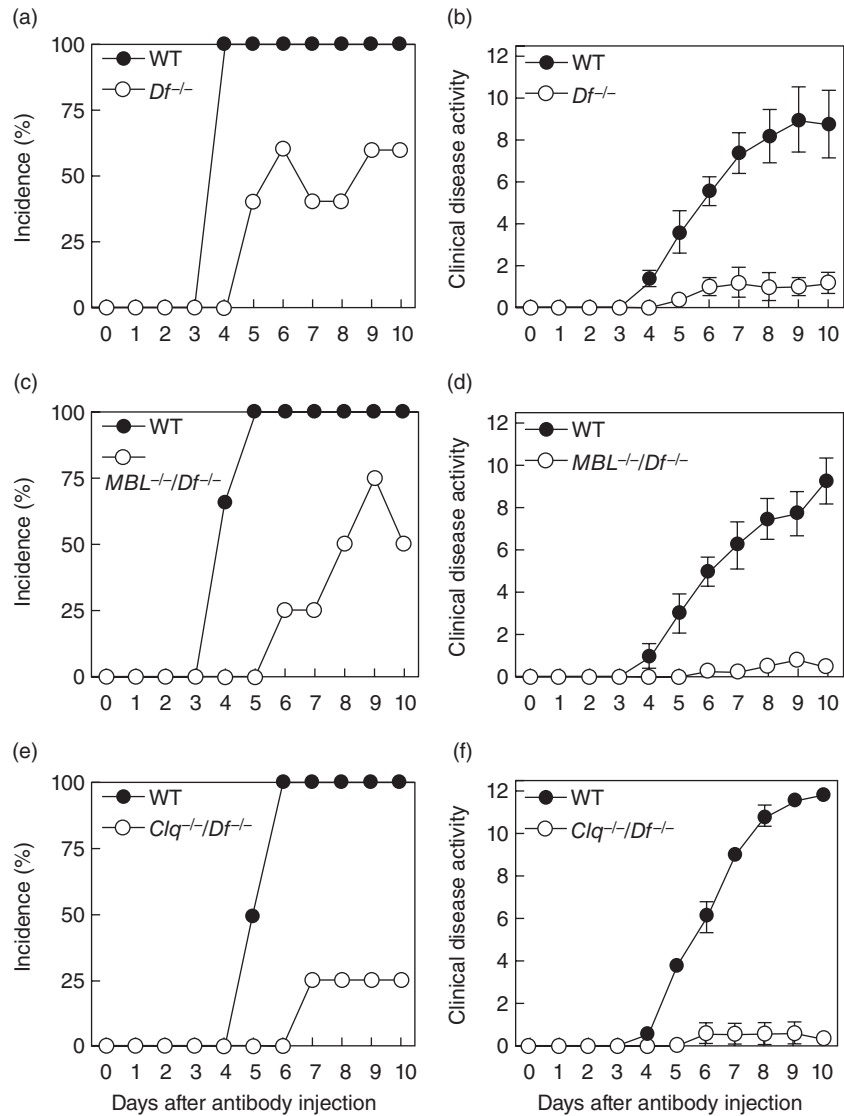 (a)
100
75
50
25
0
Incidence (%)
WT
Df–/–
0 1 2 3 4 5 6 7 8 9 10
(b)
12
10
8
6
4
2
0
Clinical disease activity
WT
Df–/–
0 1 2 3 4 5 6 7 8 9 10
(c)
100
75
50
25
0
Incidence (%)
WT
MBL–/–/Df–/–
0 1 2 3 4 5 6 7 8 9 10
(d)
12
10
8
6
4
2
0
Clinical disease activity
WT
MBL–/–/Df–/–
0 1 2 3 4 5 6 7 8 9 10
(e)
100
75
50
25
0
Incidence (%)
WT
Clq–/–/Df–/–
0 1 2 3 4 5 6 7 8 9 10
Days after antibody injection
(f)
12
10
8
6
4
2
0
Clinical disease activity
WT
Clq–/–/Df–/–
0 1 2 3 4 5 6 7 8 9 10
Days after antibody injection